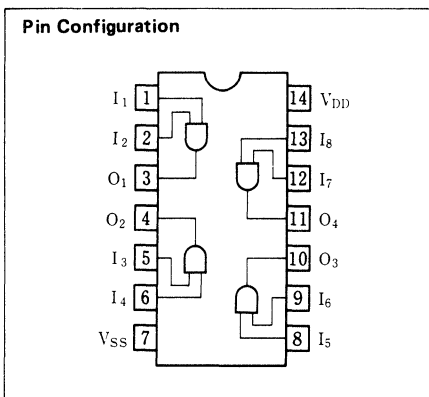 Pin Configuration
I1 1 14 VDD
I2 2 13 I8
O1 3 12 I7
O2 4 11 O4
I3 5 10 O3
I4 6 9 I6
VSS 7 8 I5